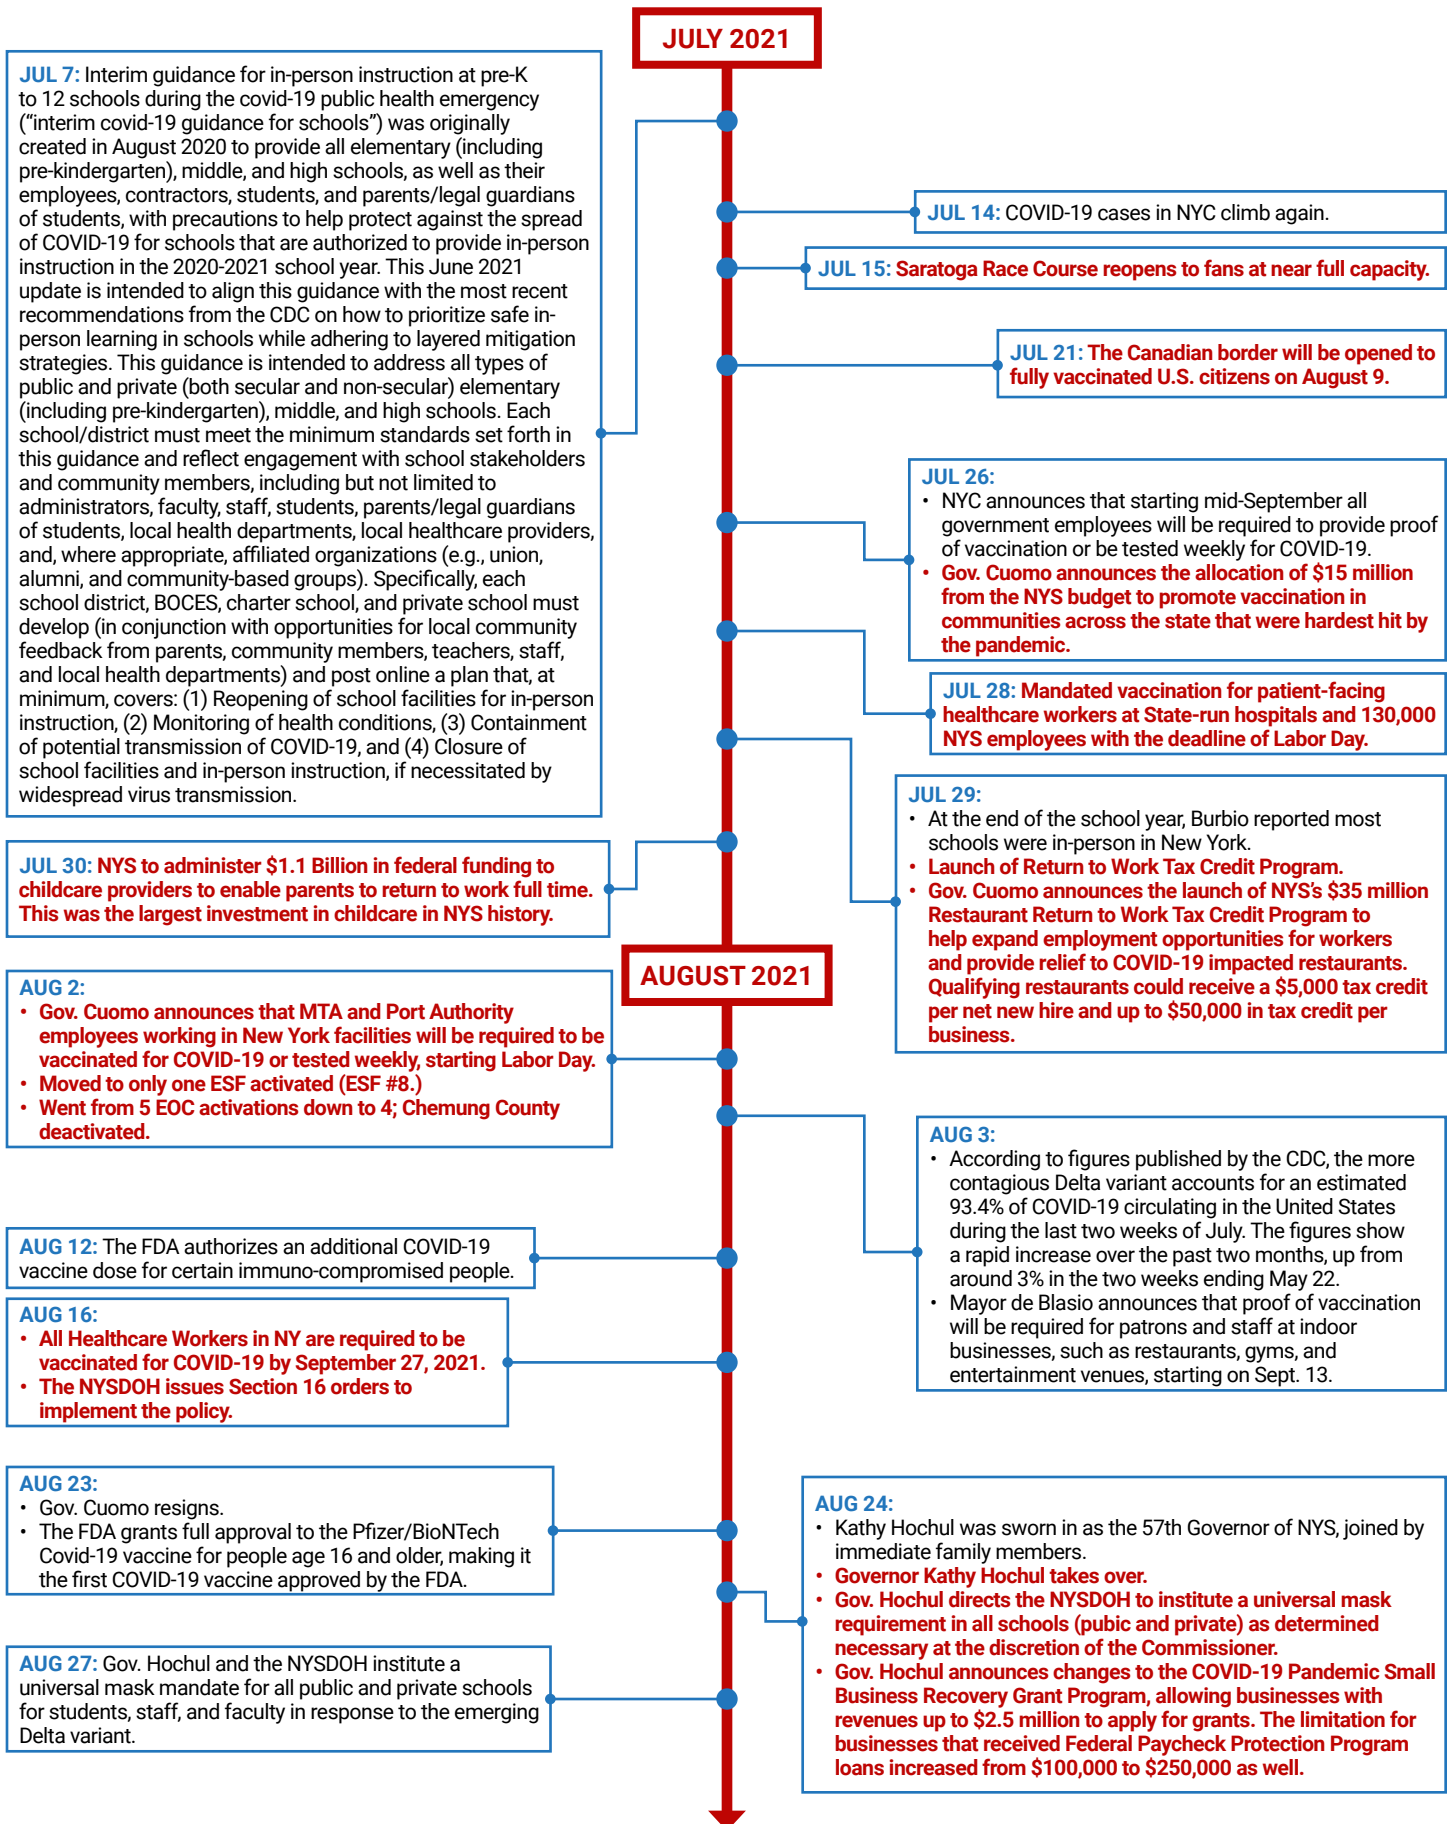 JULY 2021
JUL 7: Interim guidance for in-person instruction at pre-K
to 12 schools during the covid-19 public health emergency
(“interim covid-19 guidance for schools”) was originally
created in August 2020 to provide all elementary (including
pre-kindergarten), middle, and high schools, as well as their
employees, contractors, students, and parents/legal guardians
of students, with precautions to help protect against the spread
of COVID-19 for schools that are authorized to provide in-person
instruction in the 2020-2021 school year. This June 2021
update is intended to align this guidance with the most recent
recommendations from the CDC on how to prioritize safe in-
person learning in schools while adhering to layered mitigation
strategies. This guidance is intended to address all types of
public and private (both secular and non-secular) elementary
(including pre-kindergarten), middle, and high schools. Each
school/district must meet the minimum standards set forth in
this guidance and reflect engagement with school stakeholders
and community members, including but not limited to
administrators, faculty, staff, students, parents/legal guardians
of students, local health departments, local healthcare providers,
and, where appropriate, affiliated organizations (e.g., union,
alumni, and community-based groups). Specifically, each
school district, BOCES, charter school, and private school must
develop (in conjunction with opportunities for local community
feedback from parents, community members, teachers, staff,
and local health departments) and post online a plan that, at
minimum, covers: (1) Reopening of school facilities for in-person
instruction, (2) Monitoring of health conditions, (3) Containment
of potential transmission of COVID-19, and (4) Closure of
school facilities and in-person instruction, if necessitated by
widespread virus transmission.
JUL 14: COVID-19 cases in NYC climb again.
JUL 15: Saratoga Race Course reopens to fans at near full capacity.
JUL 21: The Canadian border will be opened to
fully vaccinated U.S. citizens on August 9.
JUL 26:
• NYC announces that starting mid-September all
government employees will be required to provide proof
of vaccination or be tested weekly for COVID-19.
• Gov. Cuomo announces the allocation of $15 million
from the NYS budget to promote vaccination in
communities across the state that were hardest hit by
the pandemic.
JUL 28: Mandated vaccination for patient-facing
healthcare workers at State-run hospitals and 130,000
NYS employees with the deadline of Labor Day.
JUL 29:
• At the end of the school year, Burbio reported most
schools were in-person in New York.
• Launch of Return to Work Tax Credit Program.
• Gov. Cuomo announces the launch of NYS’s $35 million
Restaurant Return to Work Tax Credit Program to
help expand employment opportunities for workers
and provide relief to COVID-19 impacted restaurants.
Qualifying restaurants could receive a $5,000 tax credit
per net new hire and up to $50,000 in tax credit per
business.
JUL 30: NYS to administer $1.1 Billion in federal funding to
childcare providers to enable parents to return to work full time.
This was the largest investment in childcare in NYS history.
AUGUST 2021
AUG 2:
• Gov. Cuomo announces that MTA and Port Authority
employees working in New York facilities will be required to be
vaccinated for COVID-19 or tested weekly, starting Labor Day.
• Moved to only one ESF activated (ESF #8.)
• Went from 5 EOC activations down to 4; Chemung County
deactivated.
AUG 3:
• According to figures published by the CDC, the more
contagious Delta variant accounts for an estimated
93.4% of COVID-19 circulating in the United States
during the last two weeks of July. The figures show
a rapid increase over the past two months, up from
around 3% in the two weeks ending May 22.
• Mayor de Blasio announces that proof of vaccination
will be required for patrons and staff at indoor
businesses, such as restaurants, gyms, and
entertainment venues, starting on Sept. 13.
AUG 12: The FDA authorizes an additional COVID-19
vaccine dose for certain immuno-compromised people.
AUG 16:
• All Healthcare Workers in NY are required to be
vaccinated for COVID-19 by September 27, 2021.
• The NYSDOH issues Section 16 orders to
implement the policy.
AUG 23:
• Gov. Cuomo resigns.
• The FDA grants full approval to the Pfizer/BioNTech
Covid-19 vaccine for people age 16 and older, making it
the first COVID-19 vaccine approved by the FDA.
AUG 24:
• Kathy Hochul was sworn in as the 57th Governor of NYS, joined by
immediate family members.
• Governor Kathy Hochul takes over.
• Gov. Hochul directs the NYSDOH to institute a universal mask
requirement in all schools (pubic and private) as determined
necessary at the discretion of the Commissioner.
• Gov. Hochul announces changes to the COVID-19 Pandemic Small
Business Recovery Grant Program, allowing businesses with
revenues up to $2.5 million to apply for grants. The limitation for
businesses that received Federal Paycheck Protection Program
loans increased from $100,000 to $250,000 as well.
AUG 27: Gov. Hochul and the NYSDOH institute a
universal mask mandate for all public and private schools
for students, staff, and faculty in response to the emerging
Delta variant.